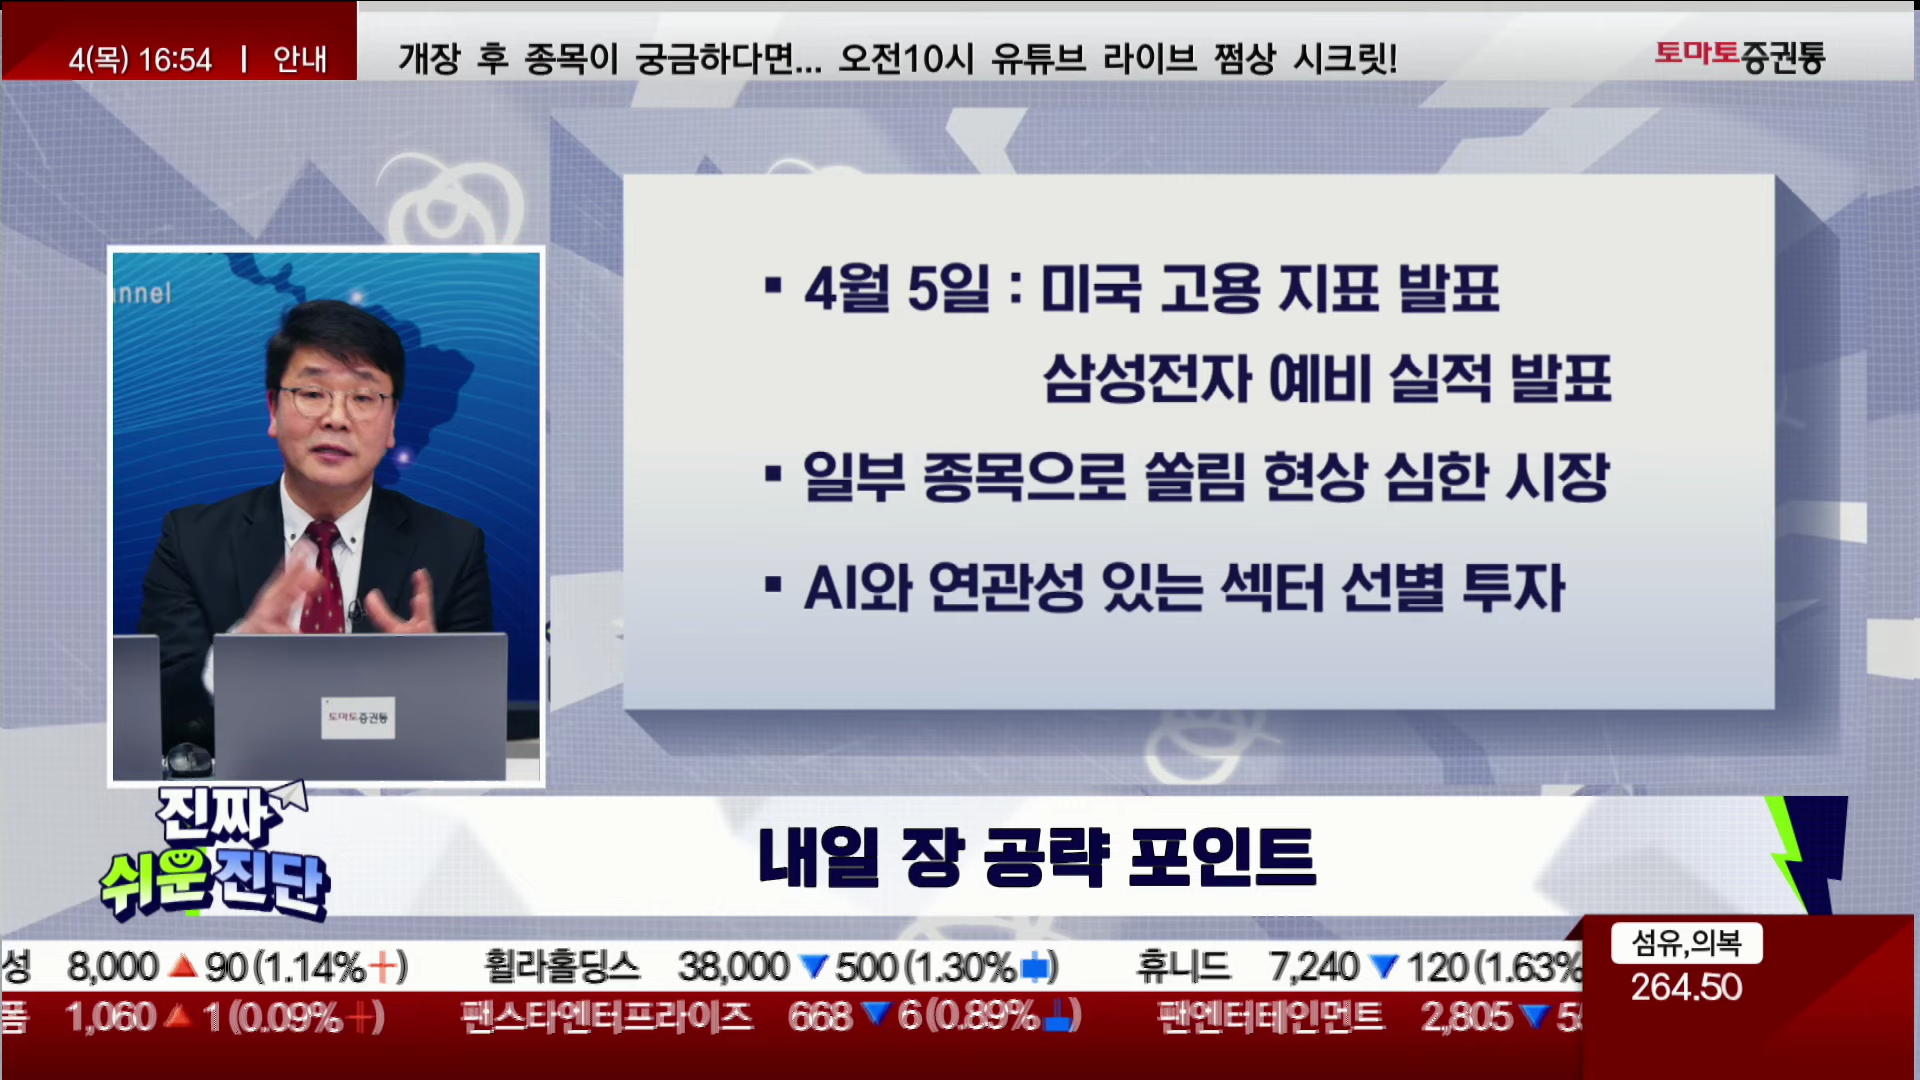 4(목) 16:54 | 안내
개장 후 종목이 궁금하다면... 오전10시 유튜브 라이브 쩜상 시크릿!
토마토증권통
annel
▪ 4월 5일 : 미국 고용 지표 발표
삼성전자 예비 실적 발표
▪ 일부 종목으로 쏠림 현상 심한 시장
▪ AI와 연관성 있는 섹터 선별 투자
토마토증권통
진짜
쉬운 진단
내일 장 공략 포인트
성 8,000 ▲ 90 (1.14%+) 휠라홀딩스 38,000 ▼ 500 (1.30%) 휴니드 7,240 ▼ 120 (1.63%
섬유,의복
264.50
폼 1,060 ▲ 1 (0.09%+) 팬스타엔터프라이즈 668 ▼ 6 (0.89%) 팬엔터테인먼트 2,805 ▼